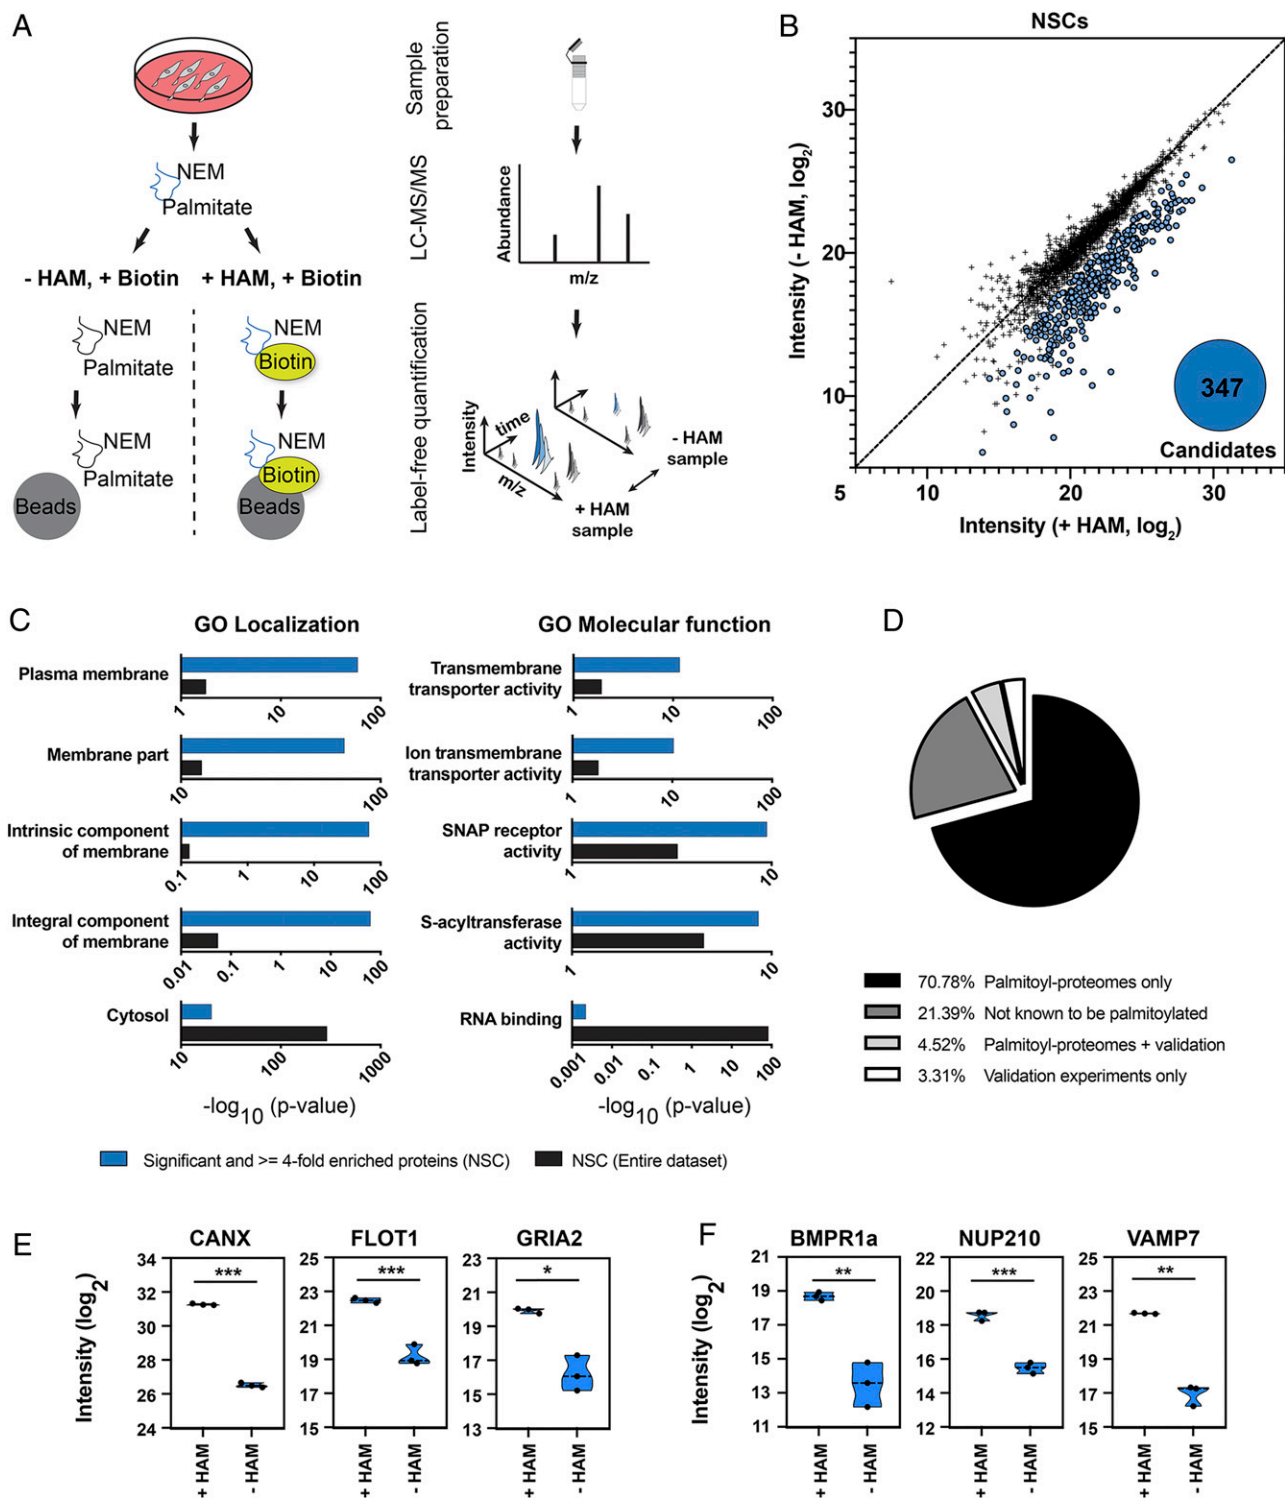 A
NEM
Palmitate
- HAM, + Biotin
+ HAM, + Biotin
NEM
Palmitate
NEM
Biotin
NEM
Palmitate
Beads
NEM
Biotin
Beads
Sample
preparation
LC-MS/MS
Abundance
m/z
Label-free quantification
Intensity
time
m/z
- HAM
sample
+ HAM
sample
B
NSCs
Intensity (- HAM, log2)
30
20
10
5
10
20
30
347
Candidates
Intensity (+ HAM, log2)
C
GO Localization
Plasma membrane
1
10
100
Membrane part
10
100
Intrinsic component
of membrane
0.1
1
10
100
Integral component
of membrane
0.01
0.1
1
10
100
Cytosol
10
100
1000
-log10 (p-value)
GO Molecular function
Transmembrane
transporter activity
1
10
100
Ion transmembrane
transporter activity
1
10
100
SNAP receptor
activity
1
10
S-acyltransferase
activity
1
10
RNA binding
0.001
0.01
0.1
1
10
100
-log10 (p-value)
Significant and >= 4-fold enriched proteins (NSC)
NSC (Entire dataset)
D
70.78% Palmitoyl-proteomes only
21.39% Not known to be palmitoylated
4.52% Palmitoyl-proteomes + validation
3.31% Validation experiments only
E
Intensity (log2)
CANX
34
32
30
28
26
24
***
+ HAM
- HAM
FLOT1
25
23
21
19
17
15
***
+ HAM
- HAM
GRIA2
23
21
19
17
15
13
*
+ HAM
- HAM
F
Intensity (log2)
BMPR1a
21
19
17
15
13
11
**
+ HAM
- HAM
NUP210
22
20
18
16
14
12
***
+ HAM
- HAM
VAMP7
25
23
21
19
17
15
**
+ HAM
- HAM